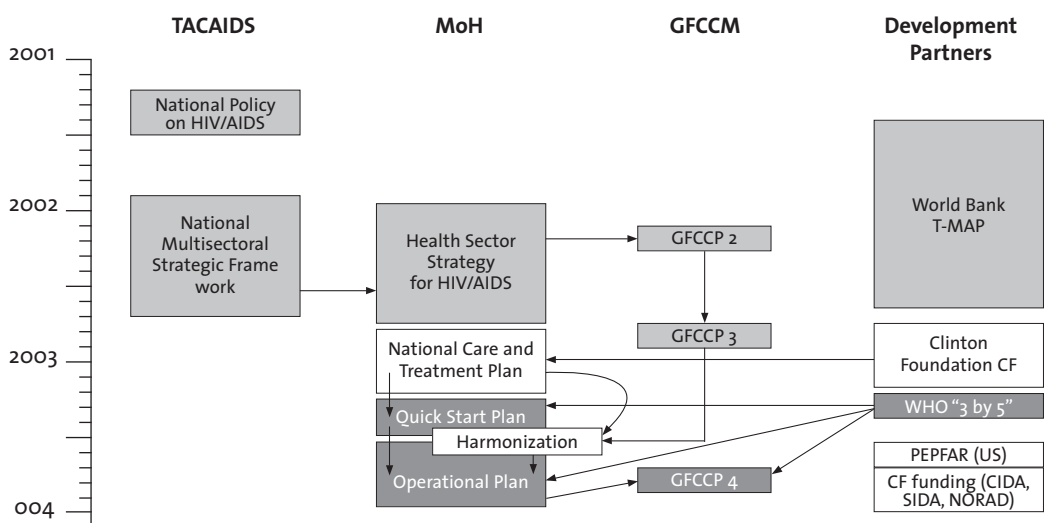 TACAIDS
MoH
GFCCM
Development
Partners
2001
National Policy
on HIV/AIDS
2002
National
Multisectoral
Strategic Frame
work
Health Sector
Strategy
for HIV/AIDS
GFCCP 2
World Bank
T-MAP
2003
National Care and
Treatment Plan
GFCCP 3
Clinton
Foundation CF
Quick Start Plan
WHO “3 by 5”
Harmonization
Operational Plan
GFCCP 4
PEPFAR (US)
CF funding (CIDA,
SIDA, NORAD)
004